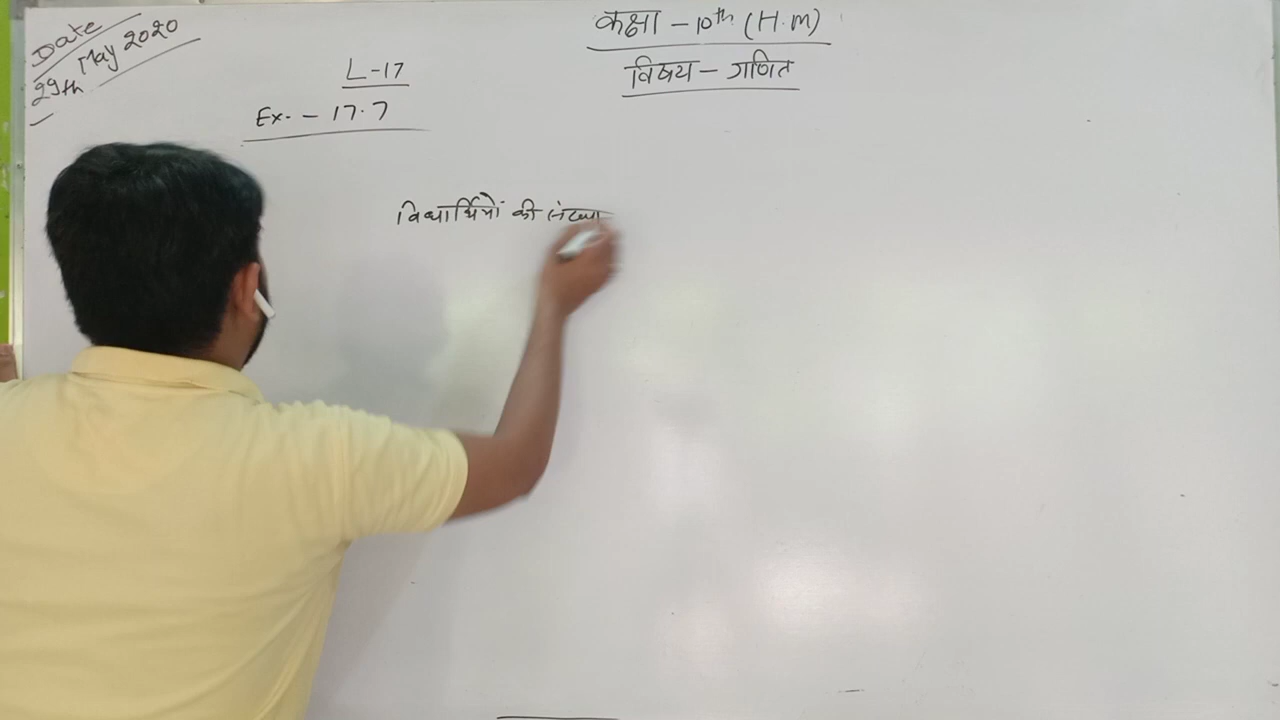 Date
29th May 2020
कक्षा - 10th (H.M)
विषय - गणित
L-17
Ex. - 17.7
विधार्थियों की संख्या